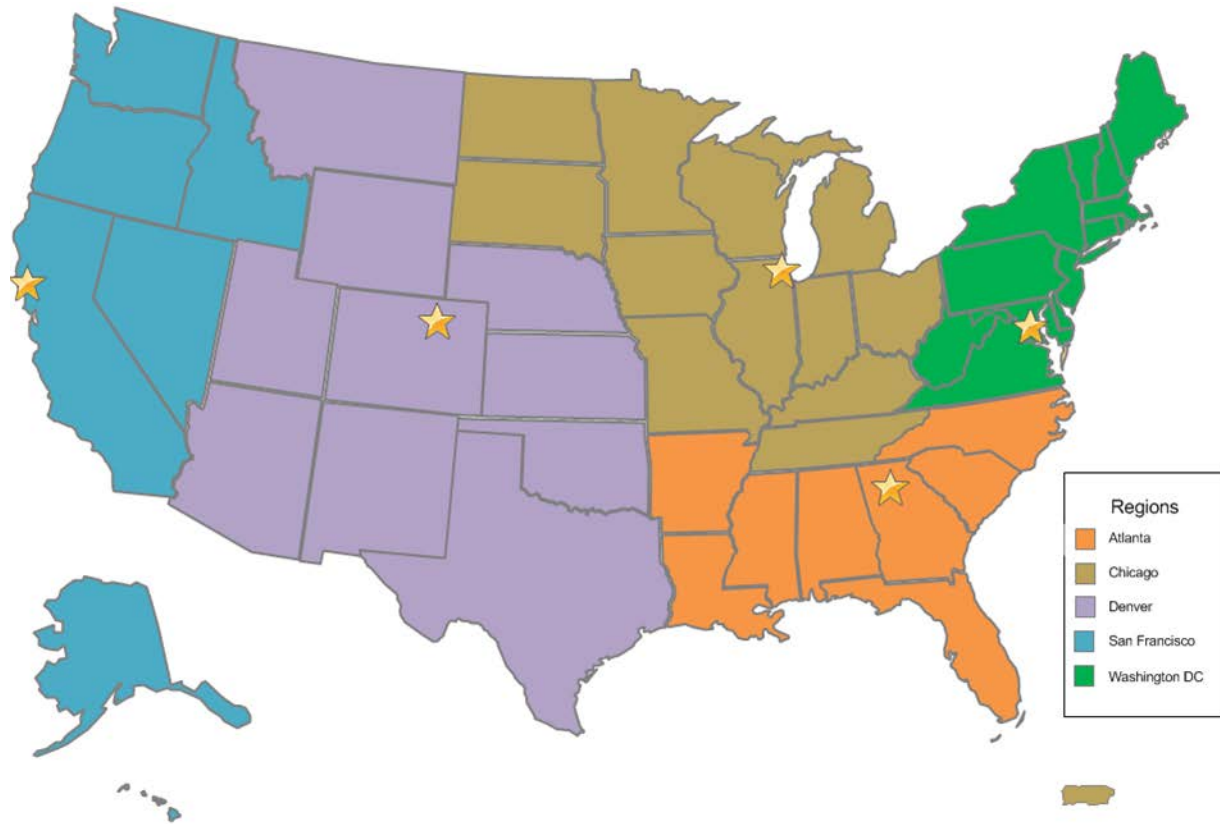 Regions
Atlanta
Chicago
Denver
San Francisco
Washington DC